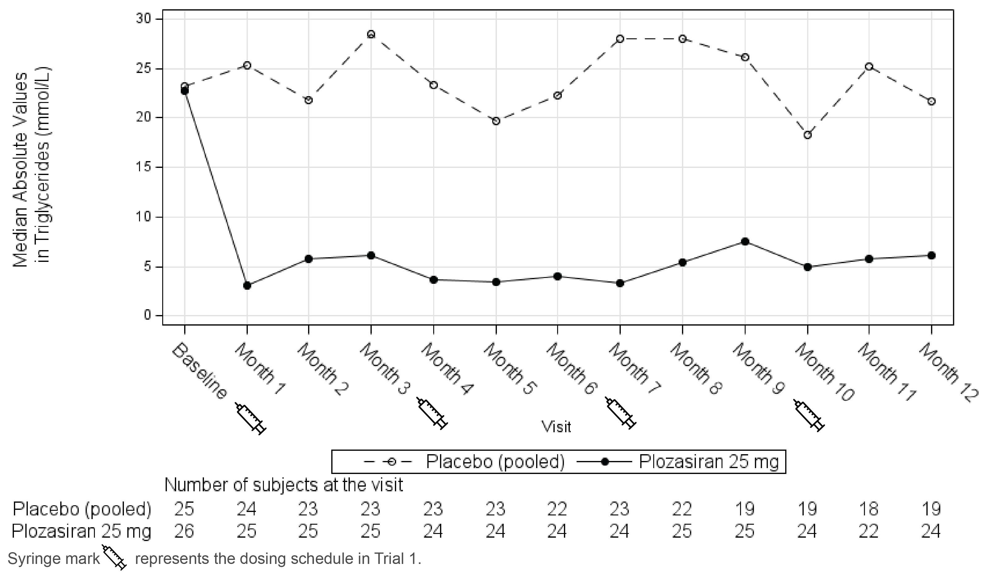 Median Absolute Values
in Triglycerides (mmol/L)
30
25
20
15
10
5
0
Baseline
Month 1
Month 2
Month 3
Month 4
Month 5
Month 6
Month 7
Month 8
Month 9
Month 10
Month 11
Month 12
Visit
Placebo (pooled) Plozasiran 25 mg
Number of subjects at the visit
Placebo (pooled) 25 24 23 23 23 23 22 23 22 19 19 18 19
Plozasiran 25 mg 26 25 25 25 24 24 24 24 25 25 24 22 24
Syringe mark represents the dosing schedule in Trial 1.